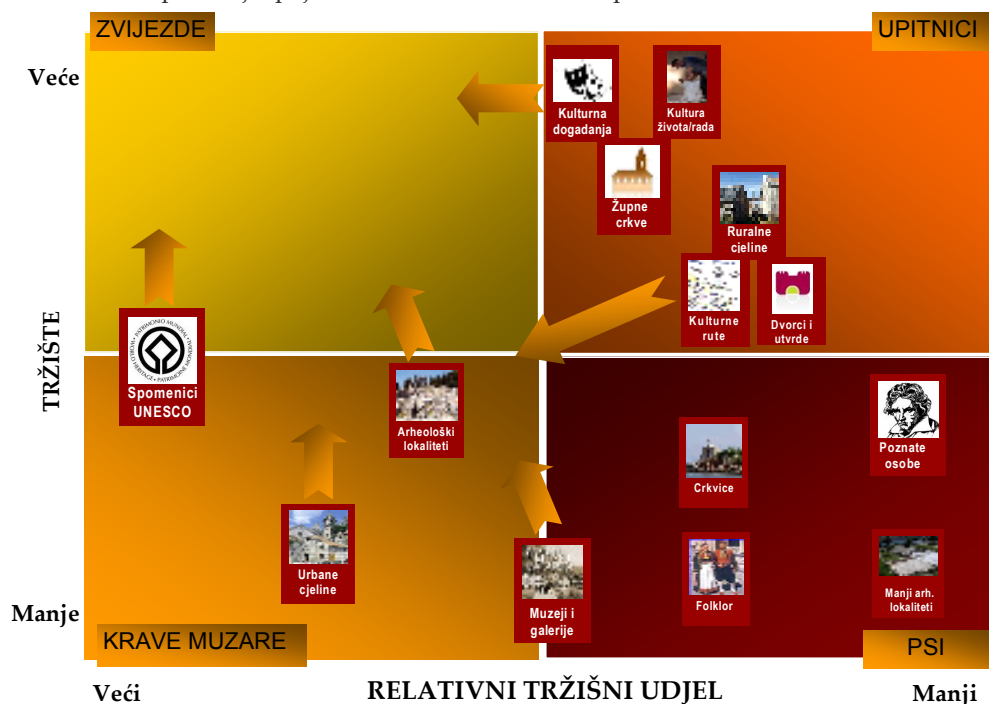 ZVIJEZDE
UPITNICI
Veće
Kulturna
događanja
Kultura
života/rada
Župne
crkve
Ruralne
cjeline
Kulturne
rute
Dvorci i
utvrde
TRŽIŠTE
Spomenici
UNESCO
Arheološki
lokaliteti
Poznate
osobe
Crkvice
Urbane
cjeline
Muzeji i
galerije
Folklor
Manji arh.
lokaliteti
Manje
KRAVE MUZARE
PSI
Veći
RELATIVNI TRŽIŠNI UDJEL
Manji